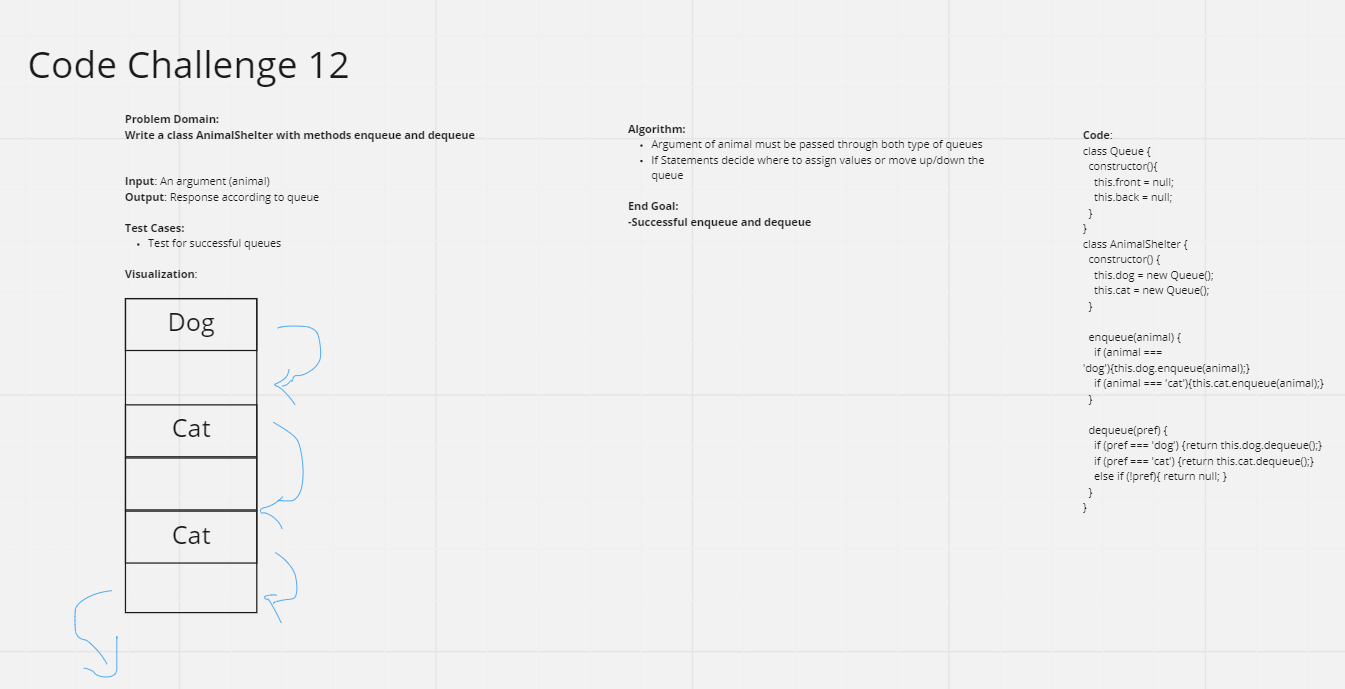 Code Challenge 12
Problem Domain:
Write a class AnimalShelter with methods enqueue and dequeue
Input: An argument (animal)
Output: Response according to queue
Test Cases:
• Test for successful queues
Visualization:
Dog
Cat
Cat
Algorithm:
• Argument of animal must be passed through both type of queues
• If Statements decide where to assign values or move up/down the
queue
End Goal:
-Successful enqueue and dequeue
Code:
class Queue {
constructor(){
this.front = null;
this.back = null;
}
}
class AnimalShelter {
constructor() {
this.dog = new Queue();
this.cat = new Queue();
}
enqueue(animal) {
if (animal ===
'dog'){this.dog.enqueue(animal);}
if (animal === 'cat'){this.cat.enqueue(animal);}
}
dequeue(pref) {
if (pref === 'dog') {return this.dog.dequeue();}
if (pref === 'cat') {return this.cat.dequeue();}
else if (!pref){ return null; }
}
}